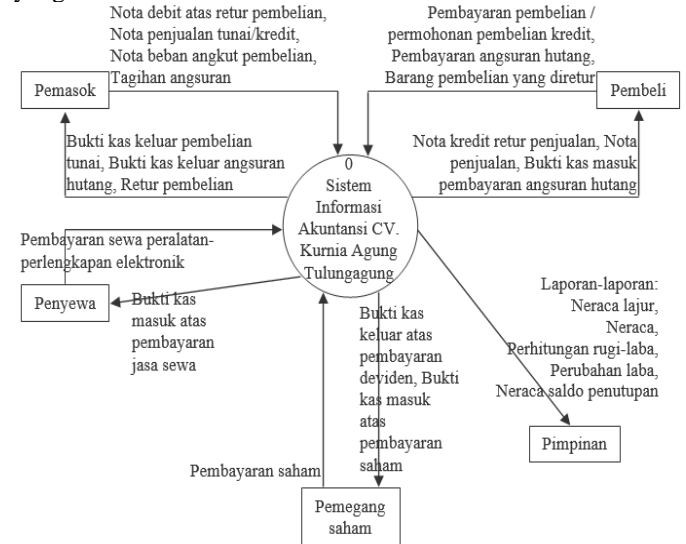 Nota debit atas retur pembelian,
Nota penjualan tunai/kredit,
Nota beban angkut pembelian,
Tagihan angsuran
Pembayaran pembelian /
permohonan pembelian kredit,
Pembayaran angsuran hutang,
Barang pembelian yang diretur
Pemasok
Pembeli
Bukti kas keluar pembelian
tunai, Bukti kas keluar angsuran
hutang, Retur pembelian
Nota kredit retur penjualan, Nota
penjualan, Bukti kas masuk
pembayaran angsuran hutang
0
Sistem
Informasi
Akuntansi CV.
Kurnia Agung
Tulungagung
Pembayaran sewa peralatan-
perlengkapan elektronik
Penyewa
Bukti kas
masuk atas
pembayaran
jasa sewa
Bukti kas
keluar atas
pembayaran
deviden, Bukti
kas masuk
atas
pembayaran
saham
Laporan-laporan:
Neraca lajur,
Neraca,
Perhitungan rugi-laba,
Perubahan laba,
Neraca saldo penutupan
Pimpinan
Pembayaran saham
Pemegang
saham